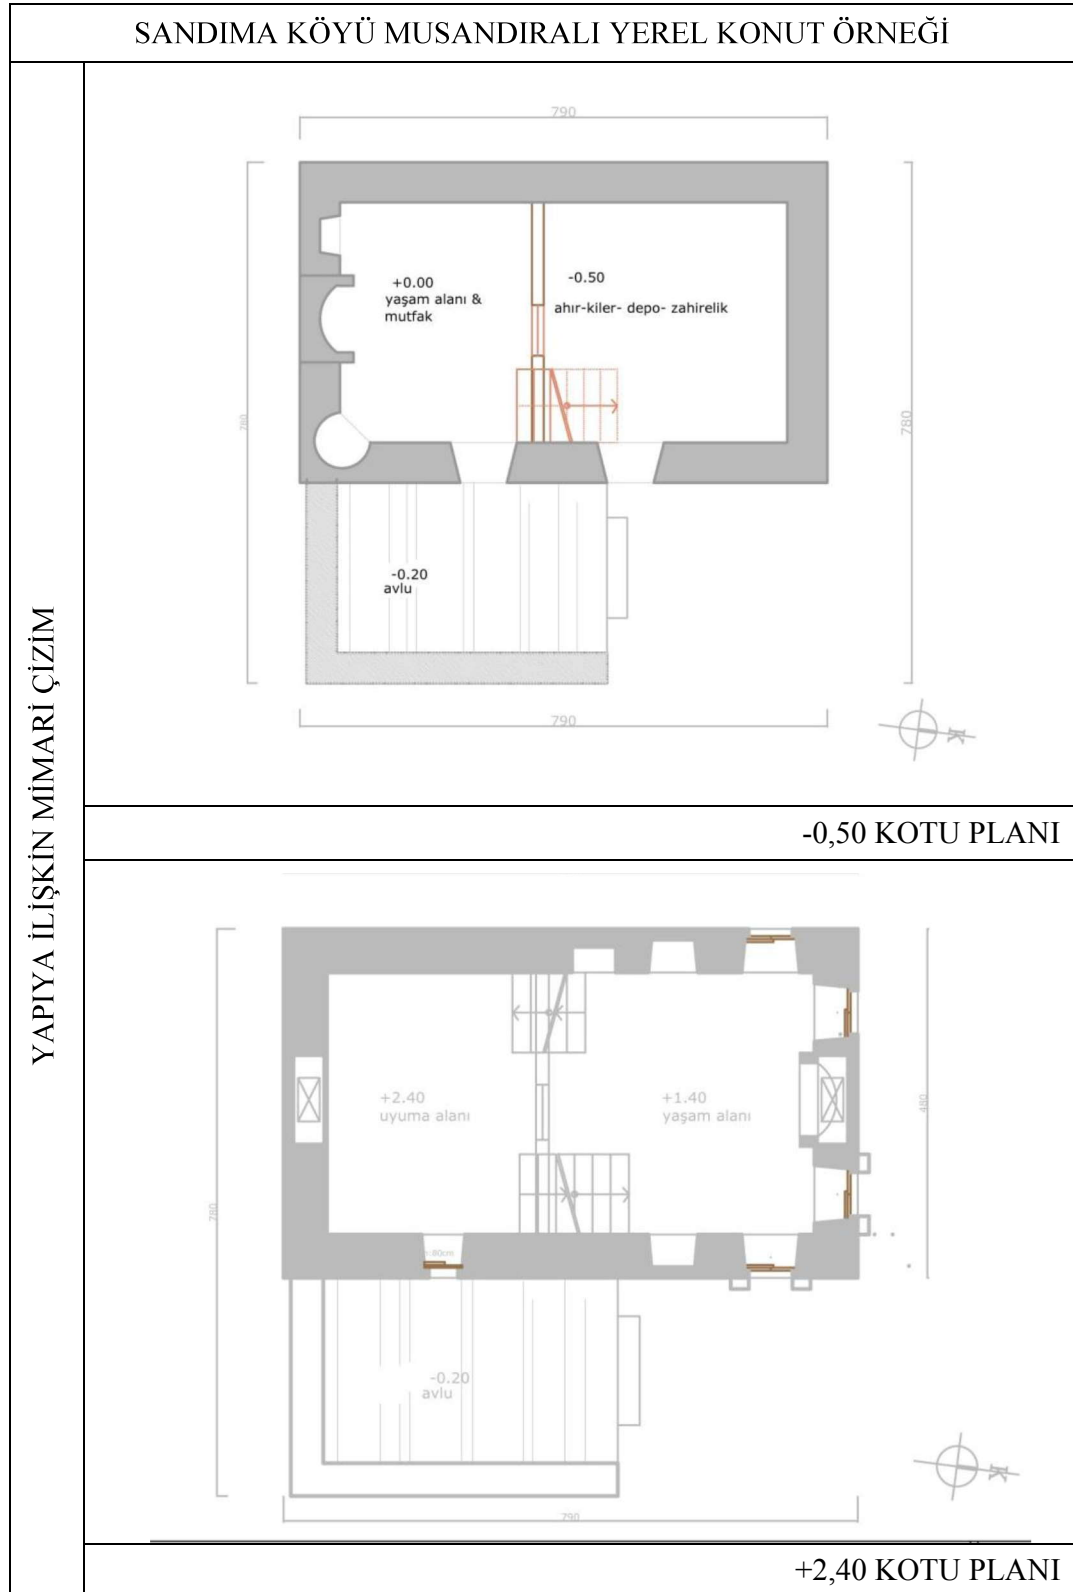 SANDIMA KÖYÜ MUSANDIRALI YEREL KONUT ÖRNEĞİ
YAPIYA İLİŞKİN MİMARİ ÇİZİM
790
+0.00
yaşam alanı &
mutfak
-0.50
ahır-kiler- depo- zahirelik
780
780
-0.20
avlu
790
K
-0,50 KOTU PLANI
+2.40
uyuma alanı
+1.40
yaşam alanı
480
780
h:80cm
-0.20
avlu
K
790
+2,40 KOTU PLANI